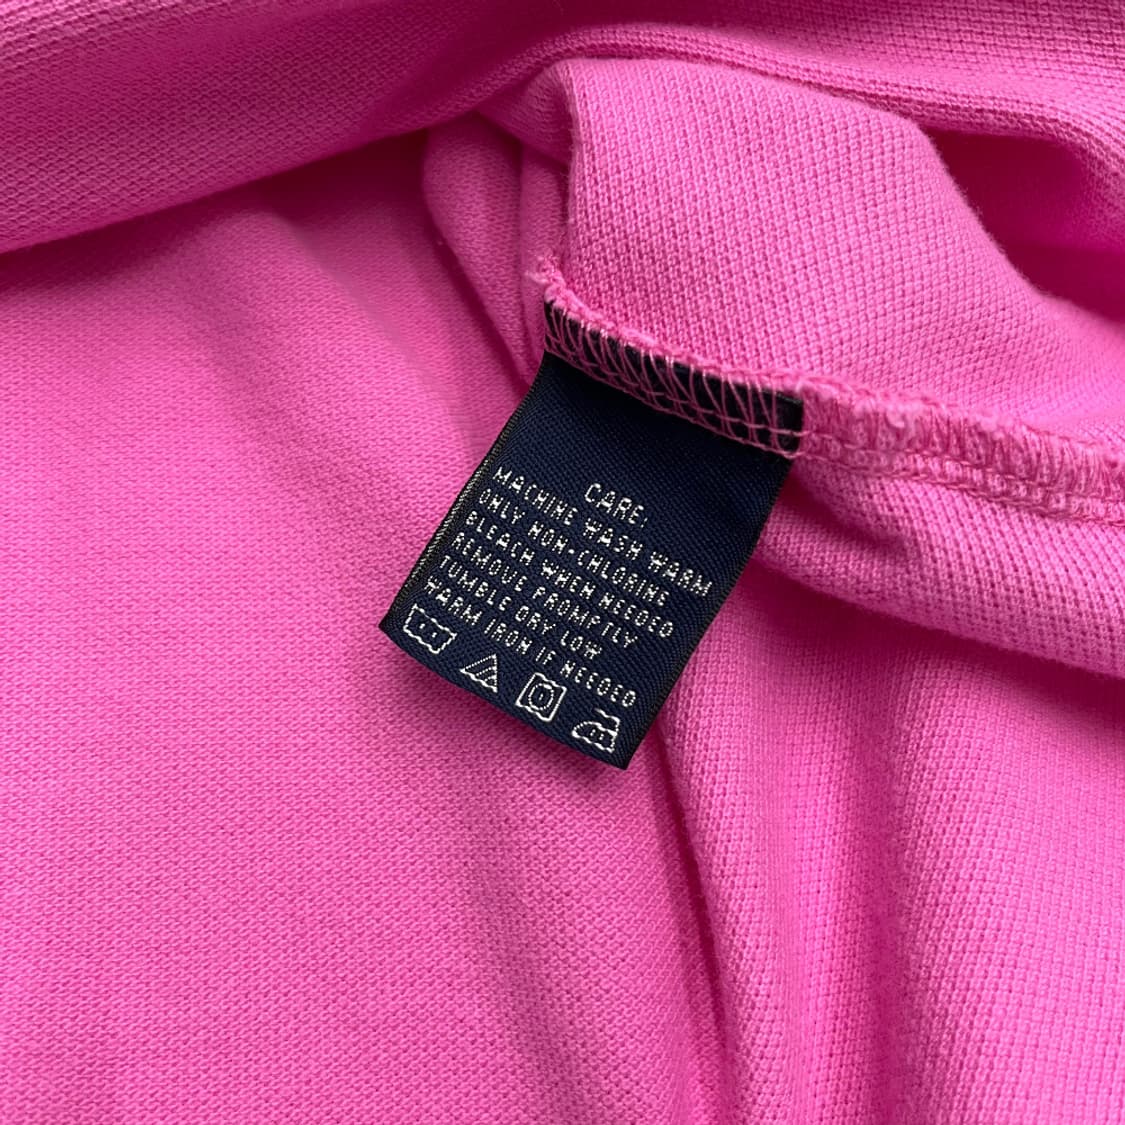 CARE:
MACHINE WASH WARM
ONLY NON-CHLORINE
BLEACH WHEN NEEDED
REMOVE PROMPTLY
TUMBLE DRY LOW
WARM IRON IF NEEDED